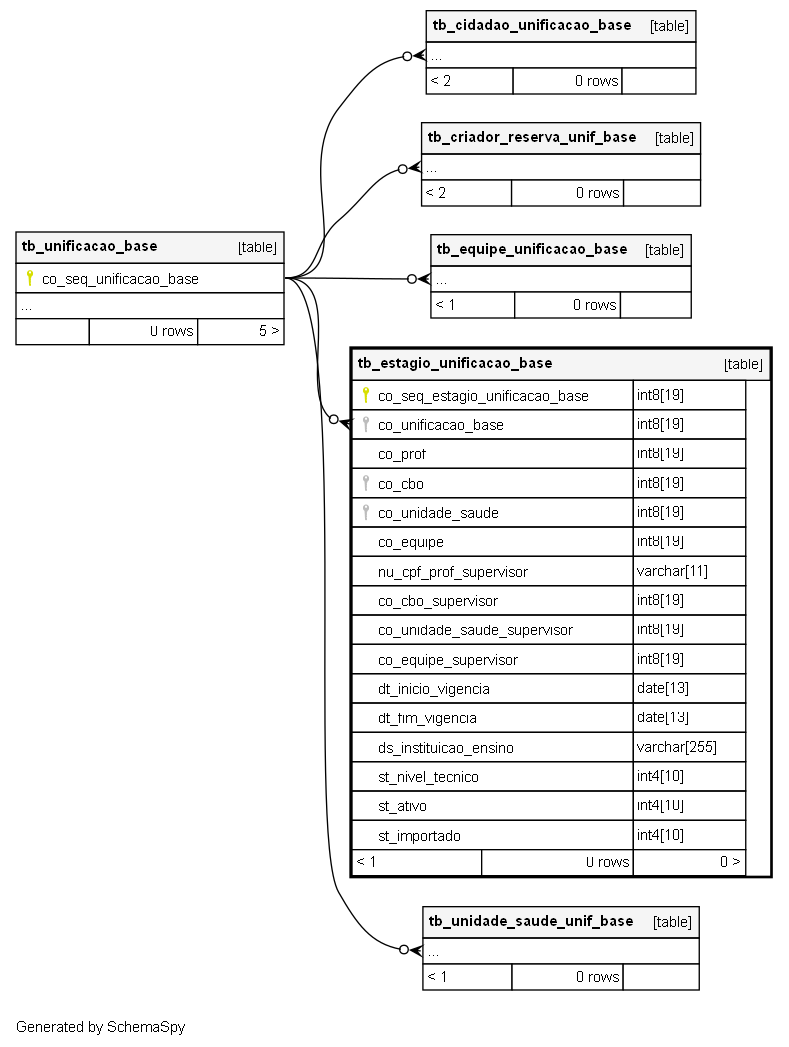 tb_cidadao_unificacao_base [table]
...
< 2 0 rows
tb_criador_reserva_unif_base [table]
...
< 2 0 rows
tb_unificacao_base [table]
co_seq_unificacao_base
...
0 rows 5 >
tb_equipe_unificacao_base [table]
...
< 1 0 rows
tb_estagio_unificacao_base [table]
co_seq_estagio_unificacao_base int8[19]
co_unificacao_base int8[19]
co_prof int8[19]
co_cbo int8[19]
co_unidade_saude int8[19]
co_equipe int8[19]
nu_cpf_prof_supervisor varchar[11]
co_cbo_supervisor int8[19]
co_unidade_saude_supervisor int8[19]
co_equipe_supervisor int8[19]
dt_inicio_vigencia date[13]
dt_fim_vigencia date[13]
ds_instituicao_ensino varchar[255]
st_nivel_tecnico int4[10]
st_ativo int4[10]
st_importado int4[10]
< 1 0 rows 0 >
tb_unidade_saude_unif_base [table]
...
< 1 0 rows
Generated by SchemaSpy